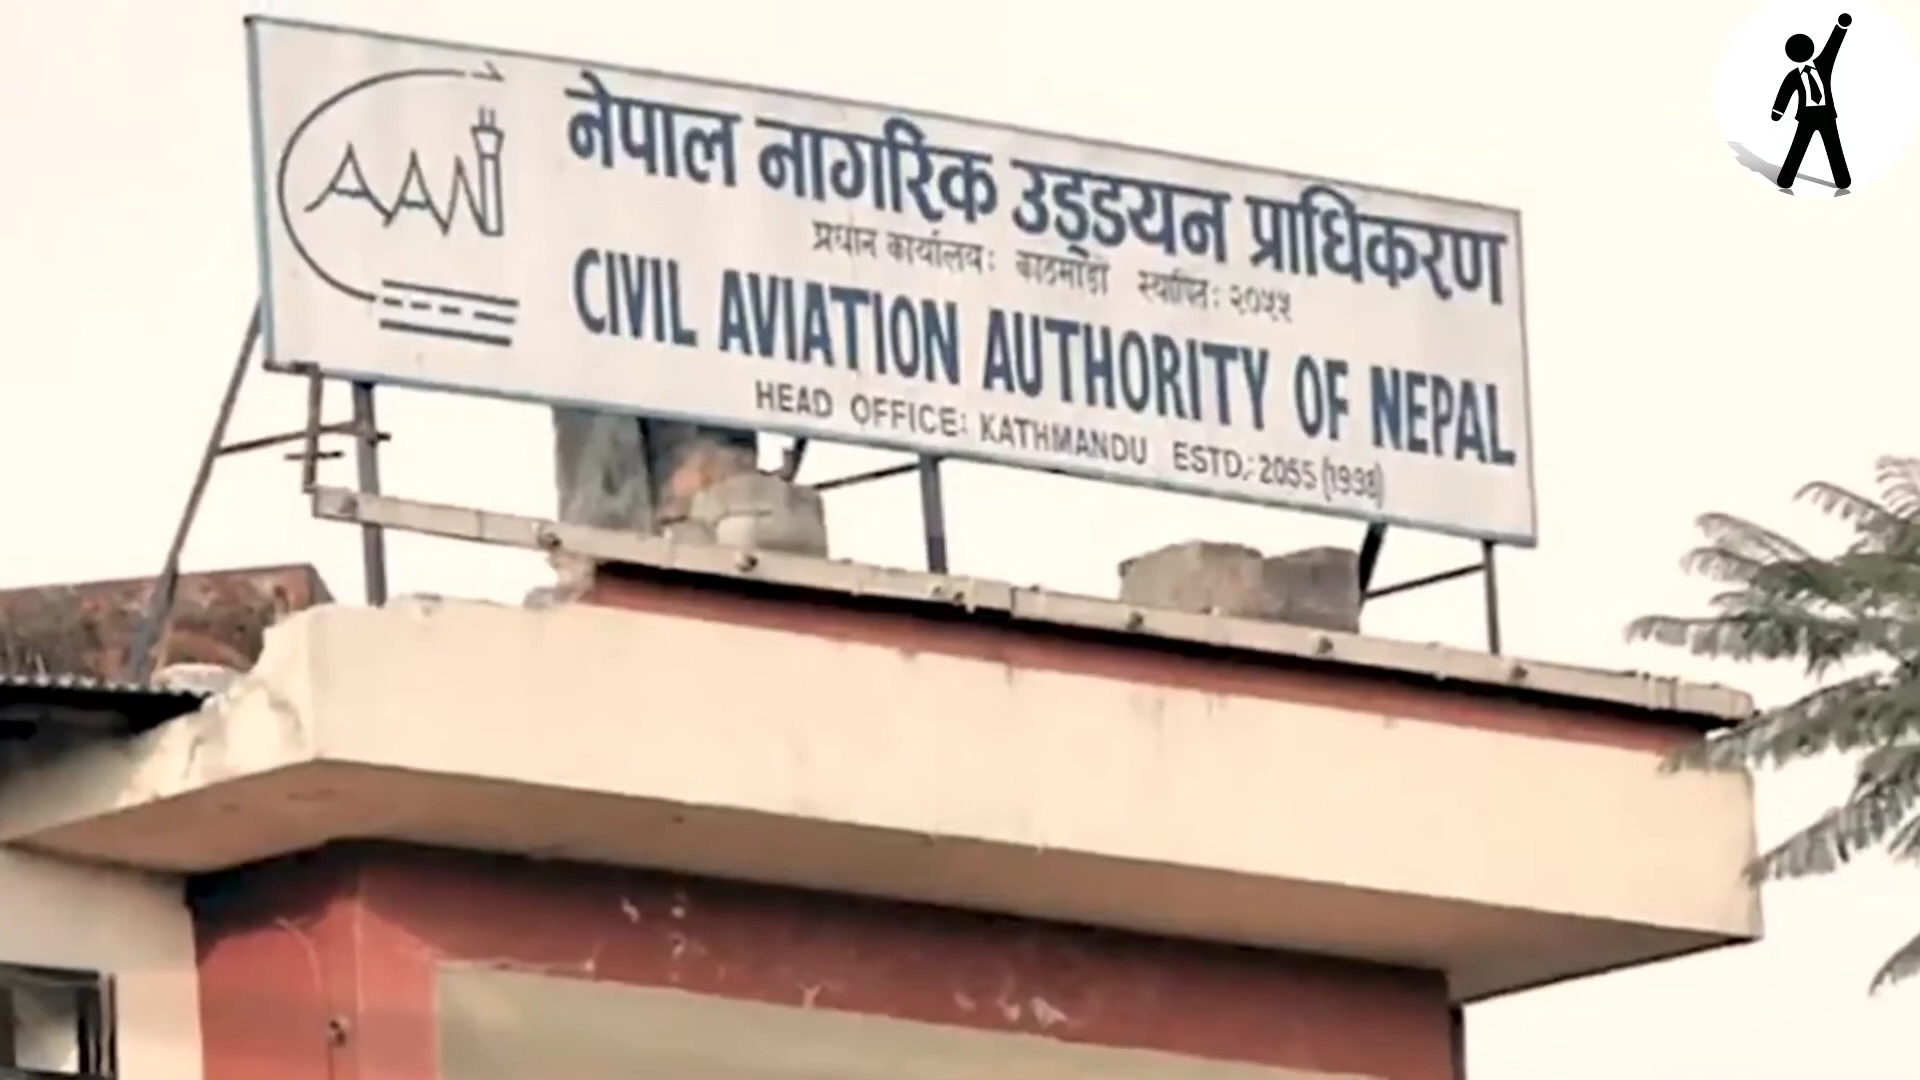 CAAN
नेपाल नागरिक उड्डयन प्राधिकरण
प्रधान कार्यालय: काठमाडौं स्थापित: २०५५
CIVIL AVIATION AUTHORITY OF NEPAL
HEAD OFFICE: KATHMANDU ESTD.: 2055 (1998)